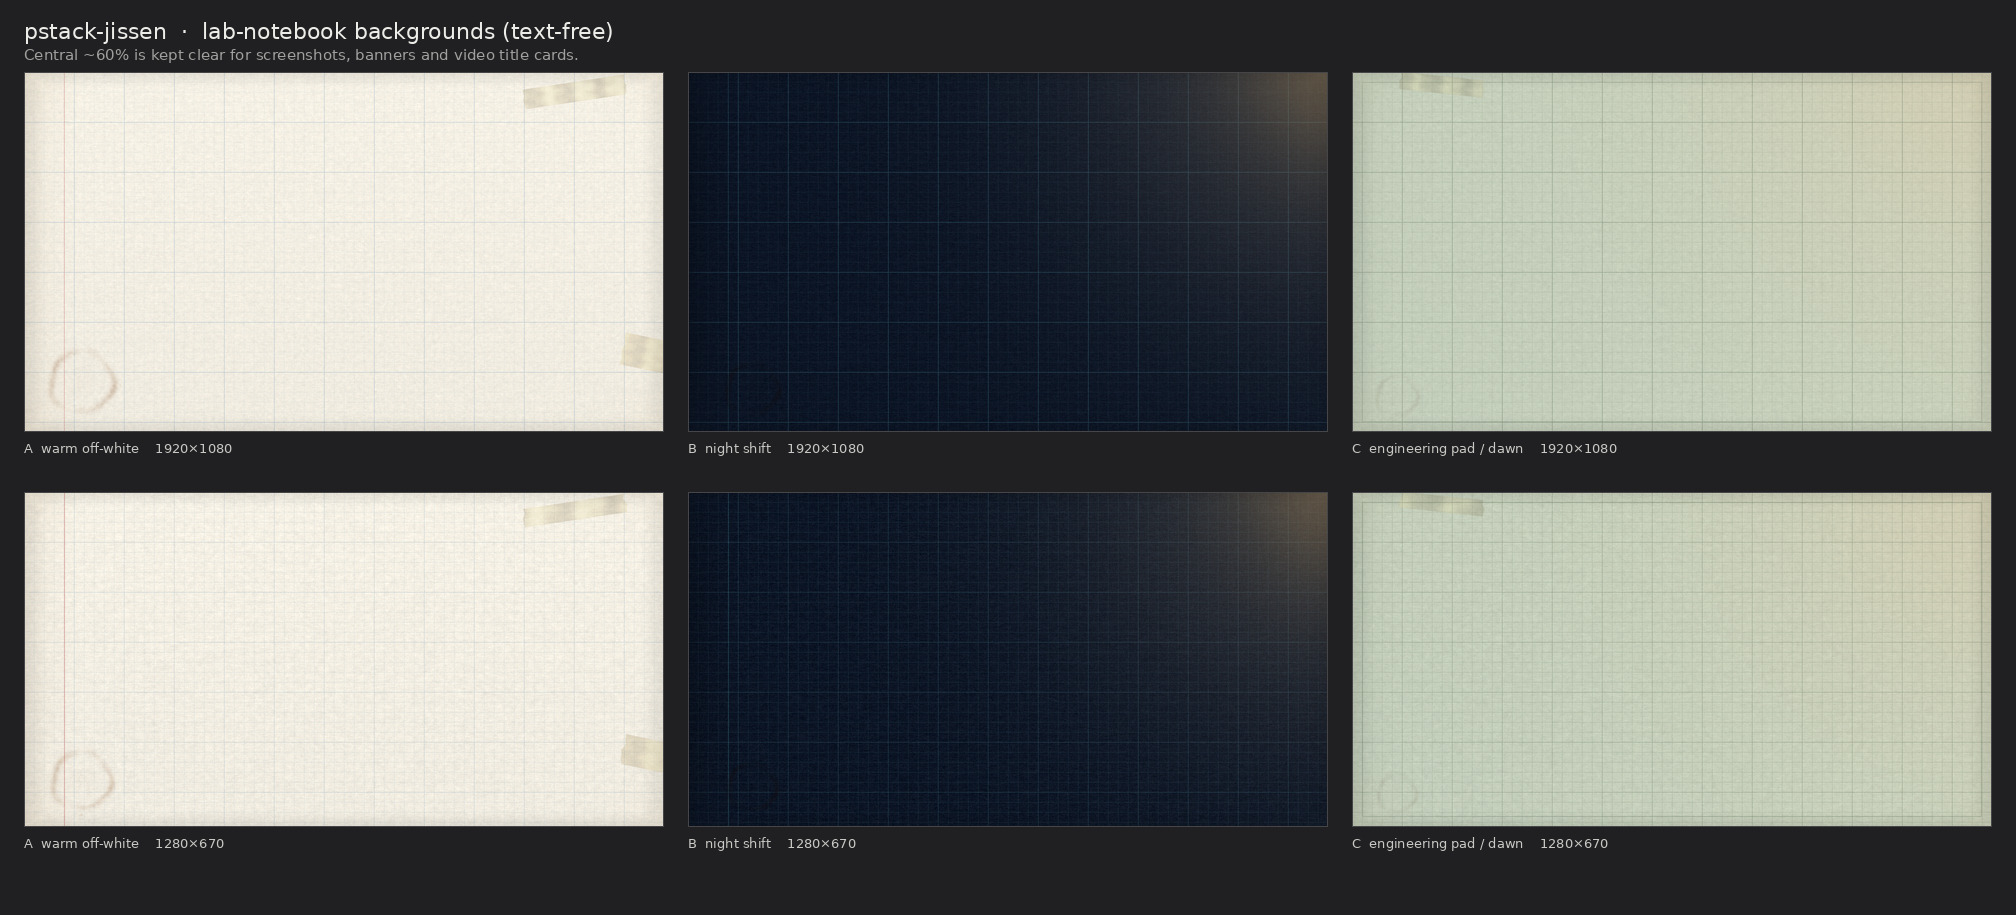 pstack-jissen · lab-notebook backgrounds (text-free)
Central ~60% is kept clear for screenshots, banners and video title cards.
A warm off-white 1920×1080
B night shift 1920×1080
C engineering pad / dawn 1920×1080
A warm off-white 1280×670
B night shift 1280×670
C engineering pad / dawn 1280×670